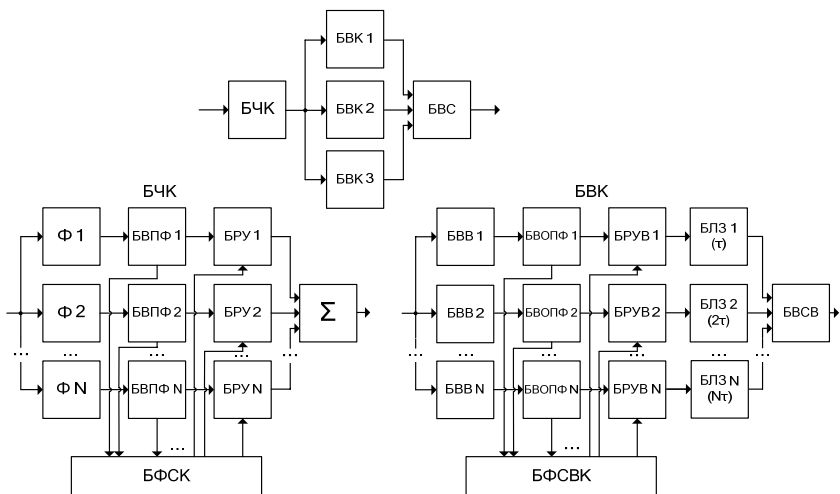 БВК 1
БЧК
БВК 2
БВС
БВК 3
БЧК
БВК
Ф 1
БВПФ 1
БРУ 1
БВВ 1
БВОПФ 1
БРУВ 1
БЛЗ 1
(τ)
Ф 2
БВПФ 2
БРУ 2
Σ
БВВ 2
БВОПФ 2
БРУВ 2
БЛЗ 2
(2τ)
БВСВ
... ... ... ... ... ...
... ... ... ... ... ...
Ф N
БВПФ N
БРУ N
БВВ N
БВОПФ N
БРУВ N
БЛЗ N
(Nτ)
...
...
БФСК
БФСВК